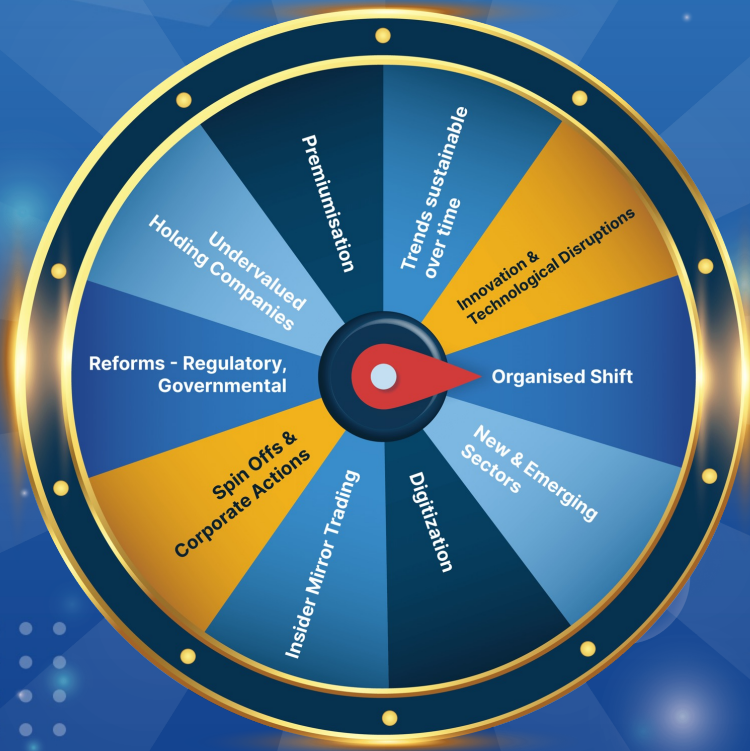 Premiumisation
Trends sustainable
over time
Innovation &
Technological Disruptions
Organised Shift
New & Emerging
Sectors
Digitization
Insider Mirror Trading
Spin Offs &
Corporate Actions
Reforms - Regulatory,
Governmental
Undervalued
Holding Companies